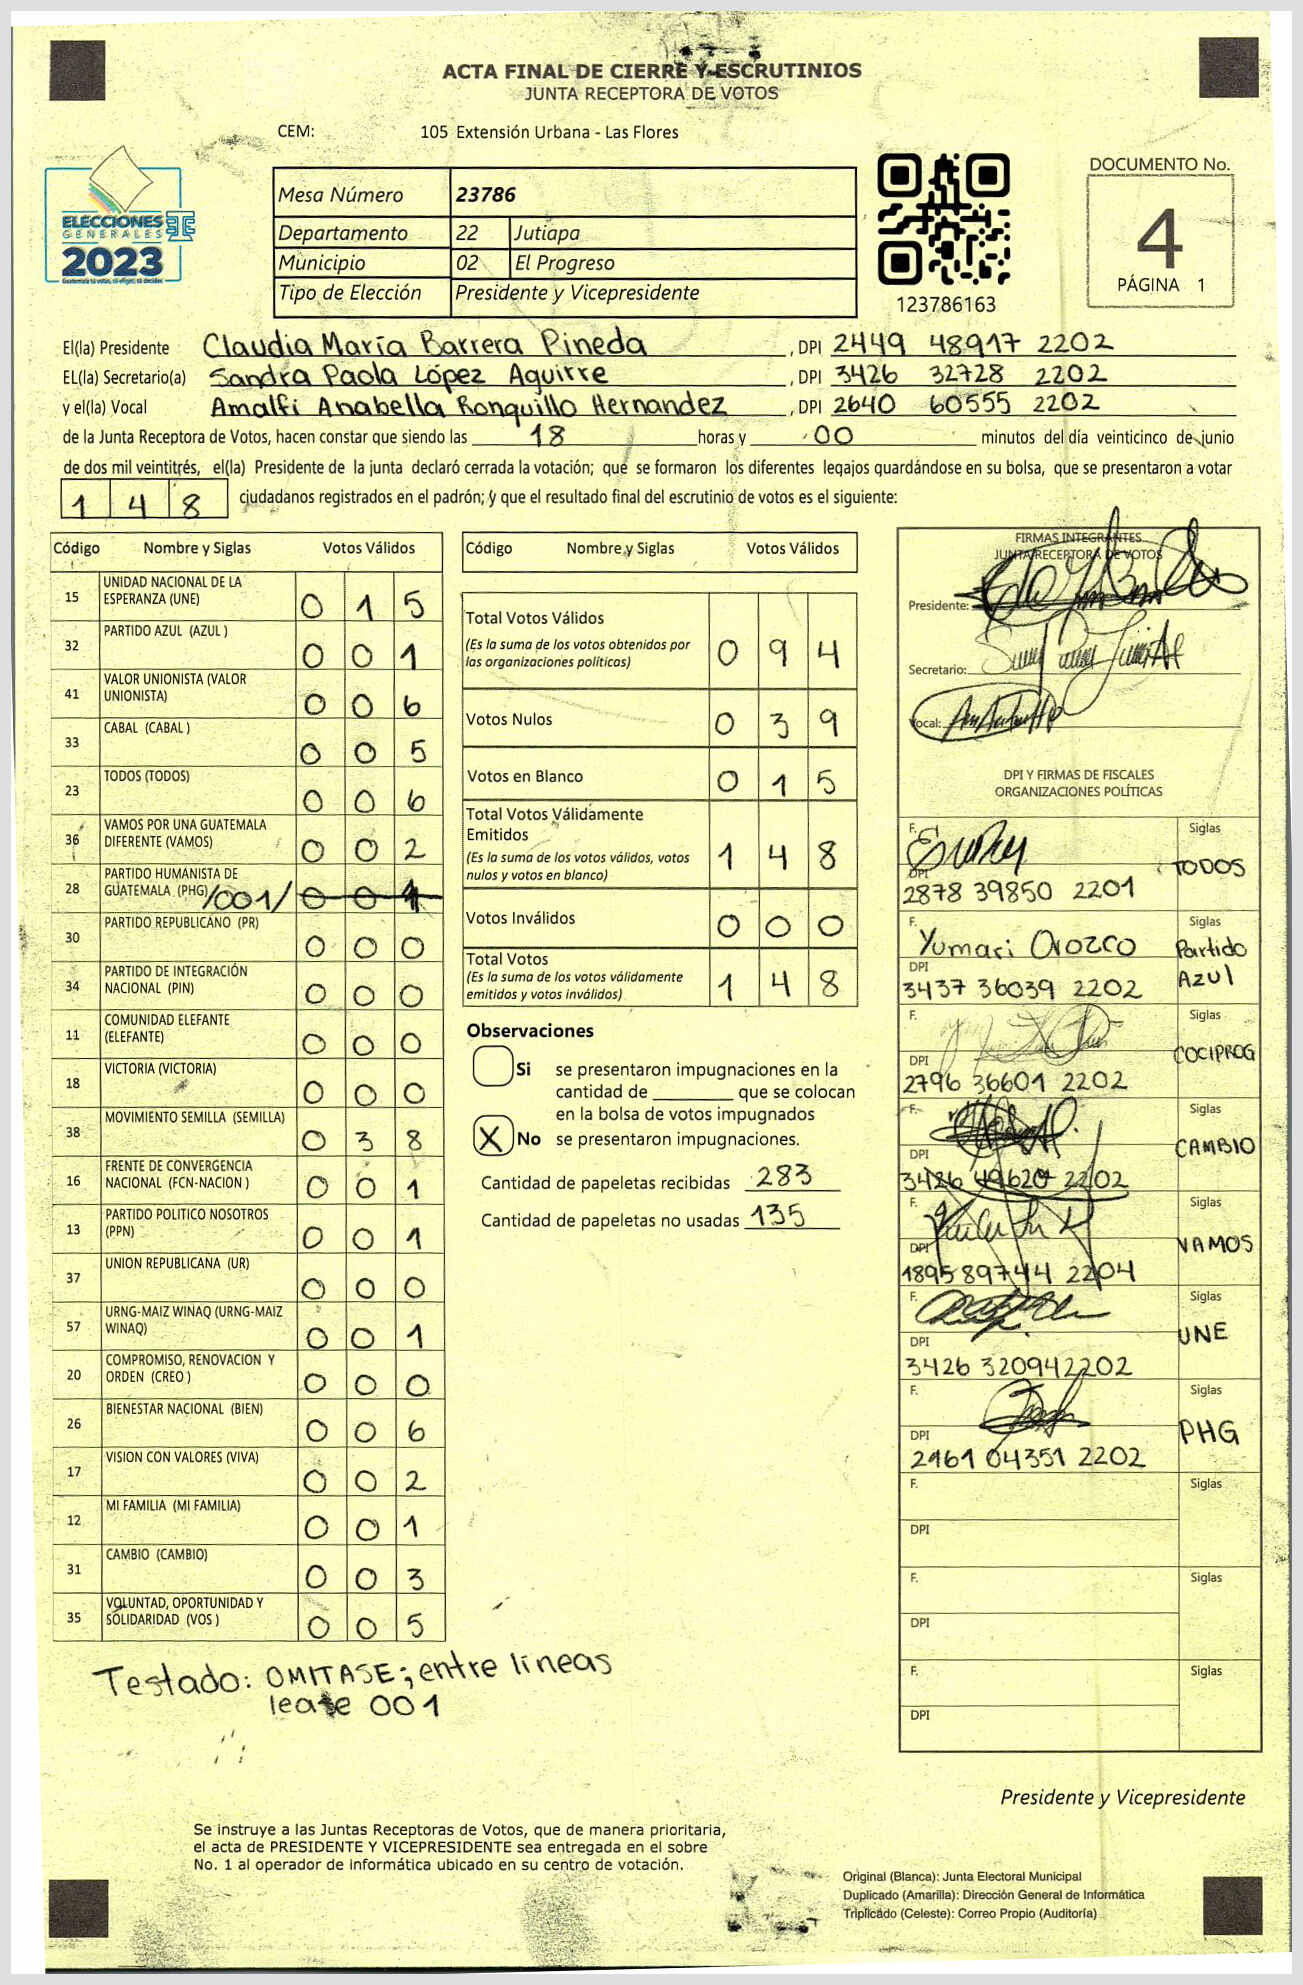 ACTA FINAL DE CIERRE Y ESCRUTINIOS
JUNTA RECEPTORA DE VOTOS
CEM: 105 Extensión Urbana - Las Flores
ELECCIONES
GENERALES
2023
Mesa Número 23786
Departamento 22 Jutiapa
Municipio 02 El Progreso
Tipo de Elección Presidente y Vicepresidente
123786163
DOCUMENTO No.
4
PÁGINA 1
El(la) Presidente Claudia María Barrera Pineda, DPI 2449 48917 2202
EL(la) Secretario(a) Sandra Paola López Aguirre, DPI 3426 32728 2202
y el(la) Vocal Amalfi Anabella Ronquillo Hernandez, DPI 2640 60555 2202
de la Junta Receptora de Votos, hacen constar que siendo las 18 horas y 00 minutos del día veinticinco de junio
de dos mil veintitrés, el(la) Presidente de la junta declaró cerrada la votación; que se formaron los diferentes legajos guardándose en su bolsa, que se presentaron a votar
148 ciudadanos registrados en el padrón; y que el resultado final del escrutinio de votos es el siguiente:
Código Nombre y Siglas Votos Válidos
15 UNIDAD NACIONAL DE LA ESPERANZA (UNE) 0 1 5
32 PARTIDO AZUL (AZUL ) 0 0 1
41 VALOR UNIONISTA (VALOR UNIONISTA) 0 0 6
33 CABAL (CABAL ) 0 0 5
23 TODOS (TODOS) 0 0 6
36 VAMOS POR UNA GUATEMALA DIFERENTE (VAMOS) 0 0 2
28 PARTIDO HUMANISTA DE GUATEMALA (PHG) /001/ 0 0 1
30 PARTIDO REPUBLICANO (PR) 0 0 0
34 PARTIDO DE INTEGRACIÓN NACIONAL (PIN) 0 0 0
11 COMUNIDAD ELEFANTE (ELEFANTE) 0 0 0
18 VICTORIA (VICTORIA) 0 0 0
38 MOVIMIENTO SEMILLA (SEMILLA) 0 3 8
16 FRENTE DE CONVERGENCIA NACIONAL (FCN-NACION ) 0 0 1
13 PARTIDO POLITICO NOSOTROS (PPN) 0 0 1
37 UNION REPUBLICANA (UR) 0 0 0
57 URNG-MAIZ WINAQ (URNG-MAIZ WINAQ) 0 0 1
20 COMPROMISO, RENOVACION Y ORDEN (CREO ) 0 0 0
26 BIENESTAR NACIONAL (BIEN) 0 0 6
17 VISION CON VALORES (VIVA) 0 0 2
12 MI FAMILIA (MI FAMILIA) 0 0 1
31 CAMBIO (CAMBIO) 0 0 3
35 VOLUNTAD, OPORTUNIDAD Y SOLIDARIDAD (VOS ) 0 0 5
Testado: OMITASE; entre lineas
lease 001
Código Nombre y Siglas Votos Válidos
Total Votos Válidos 0 9 4
(Es la suma de los votos obtenidos por
las organizaciones políticas)
Votos Nulos 0 3 9
Votos en Blanco 0 1 5
Total Votos Válidamente
Emitidos 1 4 8
(Es la suma de los votos válidos, votos
nulos y votos en blanco)
Votos Inválidos 0 0 0
Total Votos 1 4 8
(Es la suma de los votos válidamente
emitidos y votos inválidos)
Observaciones
Si se presentaron impugnaciones en la
cantidad de ________ que se colocan
en la bolsa de votos impugnados
X No se presentaron impugnaciones.
Cantidad de papeletas recibidas 283
Cantidad de papeletas no usadas 135
FIRMAS INTEGRANTES
JUNTA RECEPTORA DE VOTOS
Presidente:
Secretario:
Vocal:
DPI Y FIRMAS DE FISCALES
ORGANIZACIONES POLÍTICAS
F. Siglas TODOS
DPI 2878 39850 2201
F. Yumari Orozco Siglas Partido Azul
DPI 3437 36039 2202
F. Siglas COCIPROG
DPI 2796 36601 2202
F. Siglas CAMBIO
DPI 3426 49620 2202
F. Siglas VAMOS
DPI 1895 89744 2204
F. Siglas UNE
DPI 3426 32094 2202
F. Siglas PHG
DPI 2461 04351 2202
F. Siglas
DPI
F. Siglas
DPI
F. Siglas
DPI
Presidente y Vicepresidente
Se instruye a las Juntas Receptoras de Votos, que de manera prioritaria,
el acta de PRESIDENTE Y VICEPRESIDENTE sea entregada en el sobre
No. 1 al operador de informática ubicado en su centro de votación.
Original (Blanca): Junta Electoral Municipal
Duplicado (Amarilla): Dirección General de Informática
Triplicado (Celeste): Correo Propio (Auditoría)